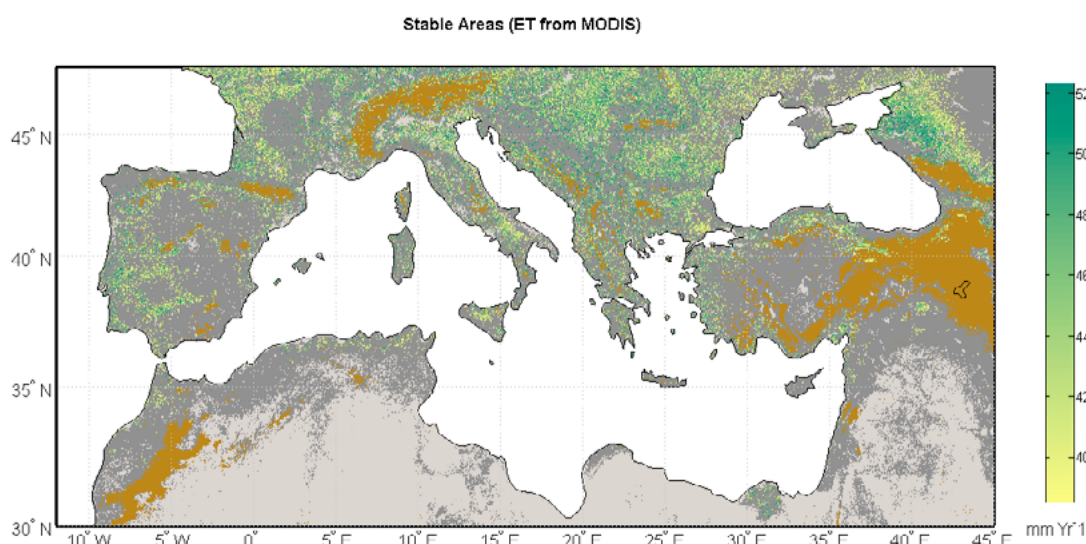 Stable Areas (ET from MODIS)
45° N
40° N
35° N
30° N
10° W
5° W
0°
5° E
10° E
15° E
20° E
25° E
30° E
35° E
40° E
45° E
mm Yr⁻1